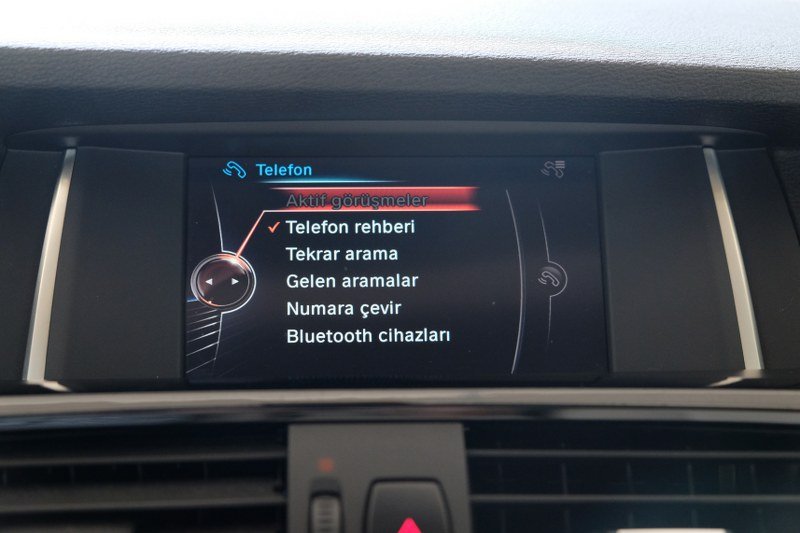 Telefon
Aktif görüşmeler
Telefon rehberi
Tekrar arama
Gelen aramalar
Numara çevir
Bluetooth cihazları